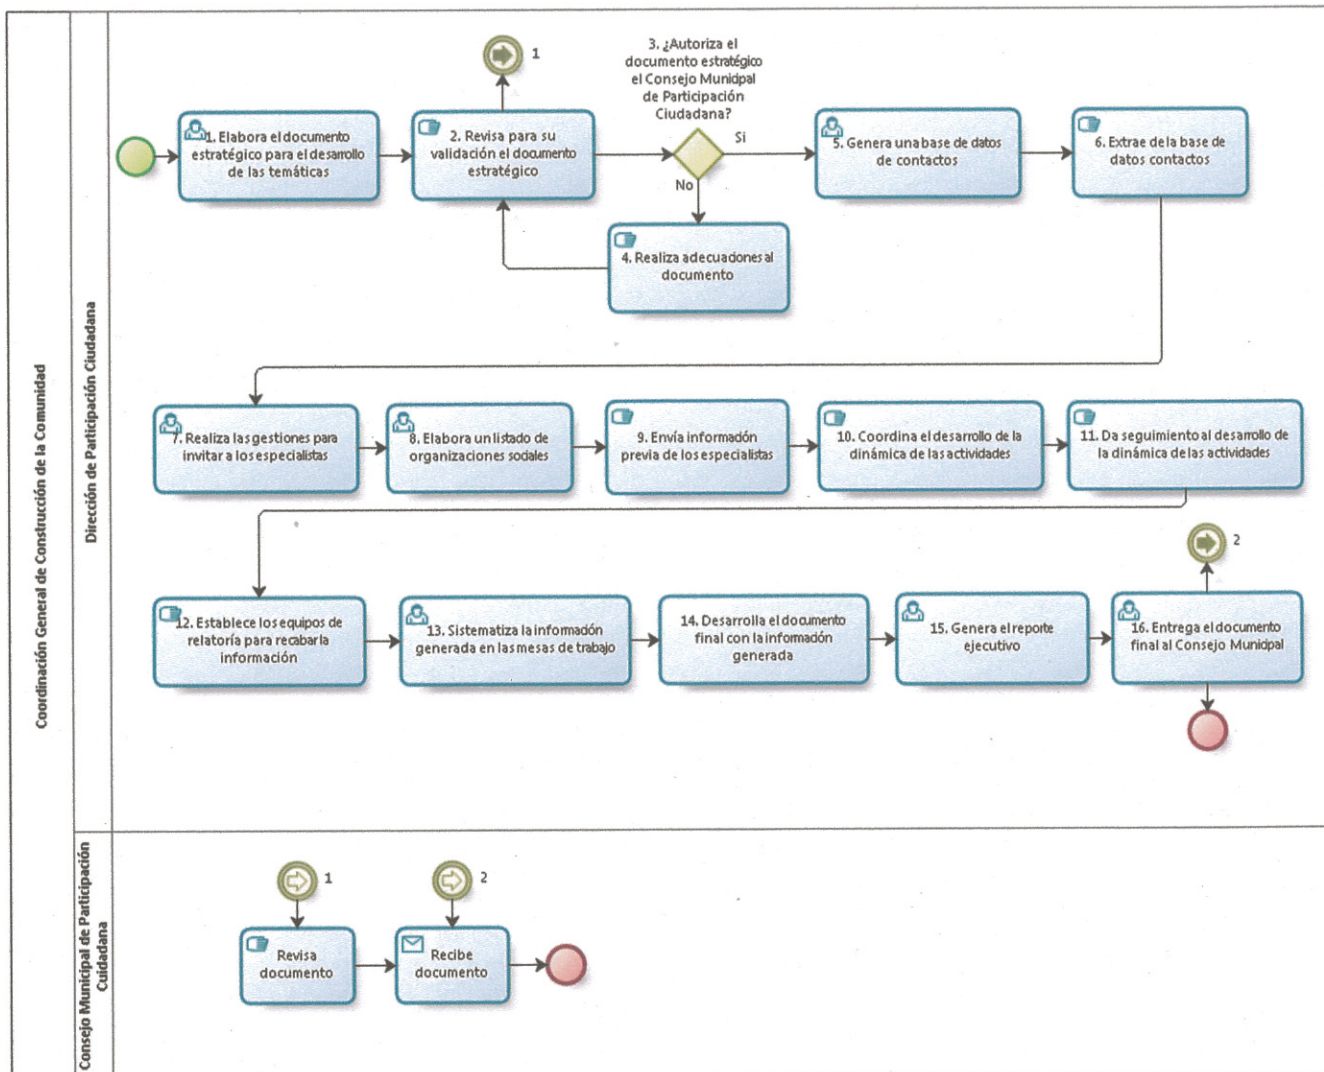 Coordinación General de Construcción de la Comunidad
Dirección de Participación Ciudadana
1
3. ¿Autoriza el
documento estratégico
el Consejo Municipal
de Participación
Ciudadana?
1. Elabora el documento
estratégico para el desarrollo
de las temáticas
2. Revisa para su
validación el documento
estratégico
Si
No
5. Genera una base de datos
de contactos
6. Extrae de la base de
datos contactos
4. Realiza adecuaciones al
documento
7. Realiza las gestiones para
invitar a los especialistas
8. Elabora un listado de
organizaciones sociales
9. Envía información
previa de los especialistas
10. Coordina el desarrollo de la
dinámica de las actividades
11. Da seguimiento al desarrollo de
la dinámica de las actividades
2
12. Establece los equipos de
relatoría para recabar la
información
13. Sistematiza la información
generada en las mesas de trabajo
14. Desarrolla el documento
final con la información
generada
15. Genera el reporte
ejecutivo
16. Entrega el documento
final al Consejo Municipal
Consejo Municipal de Participación
Cuidadana
1
2
Revisa
documento
Recibe
documento